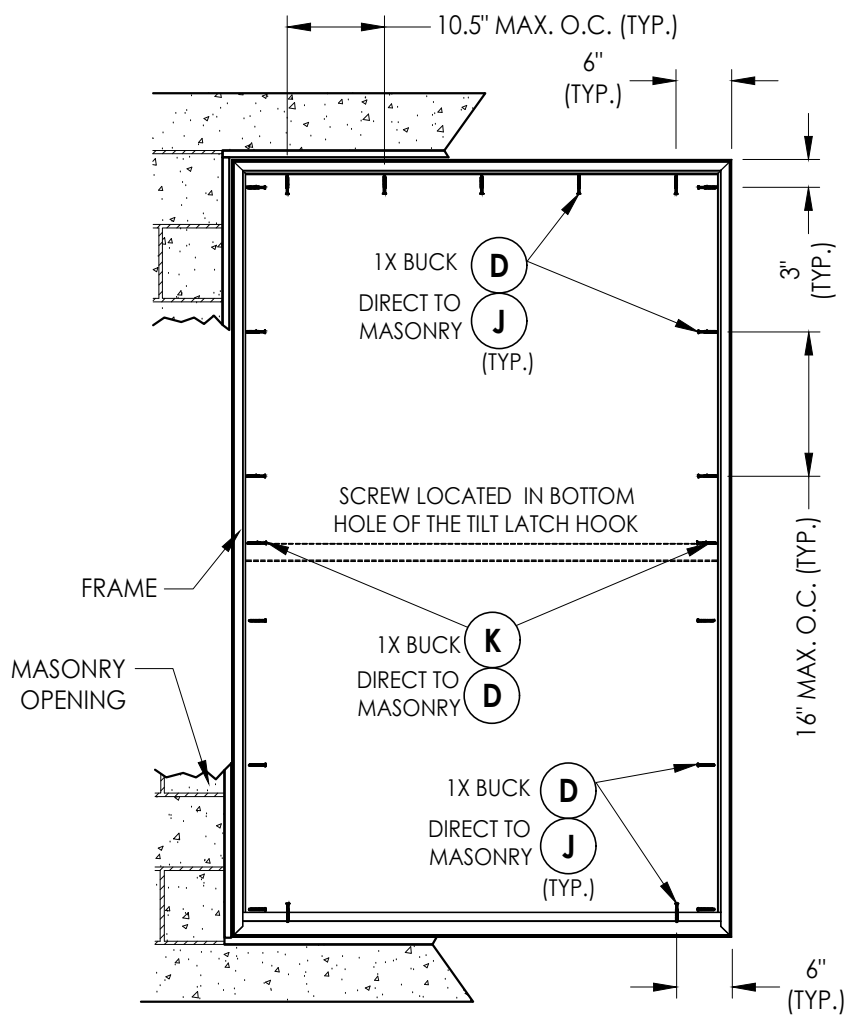 10.5" MAX. O.C. (TYP.)
6"
(TYP.)
3"
(TYP.)
1X BUCK D
DIRECT TO
MASONRY J
(TYP.)
SCREW LOCATED IN BOTTOM
HOLE OF THE TILT LATCH HOOK
16" MAX. O.C. (TYP.)
FRAME
1X BUCK K
DIRECT TO
MASONRY D
MASONRY
OPENING
1X BUCK D
DIRECT TO
MASONRY J
(TYP.)
6"
(TYP.)